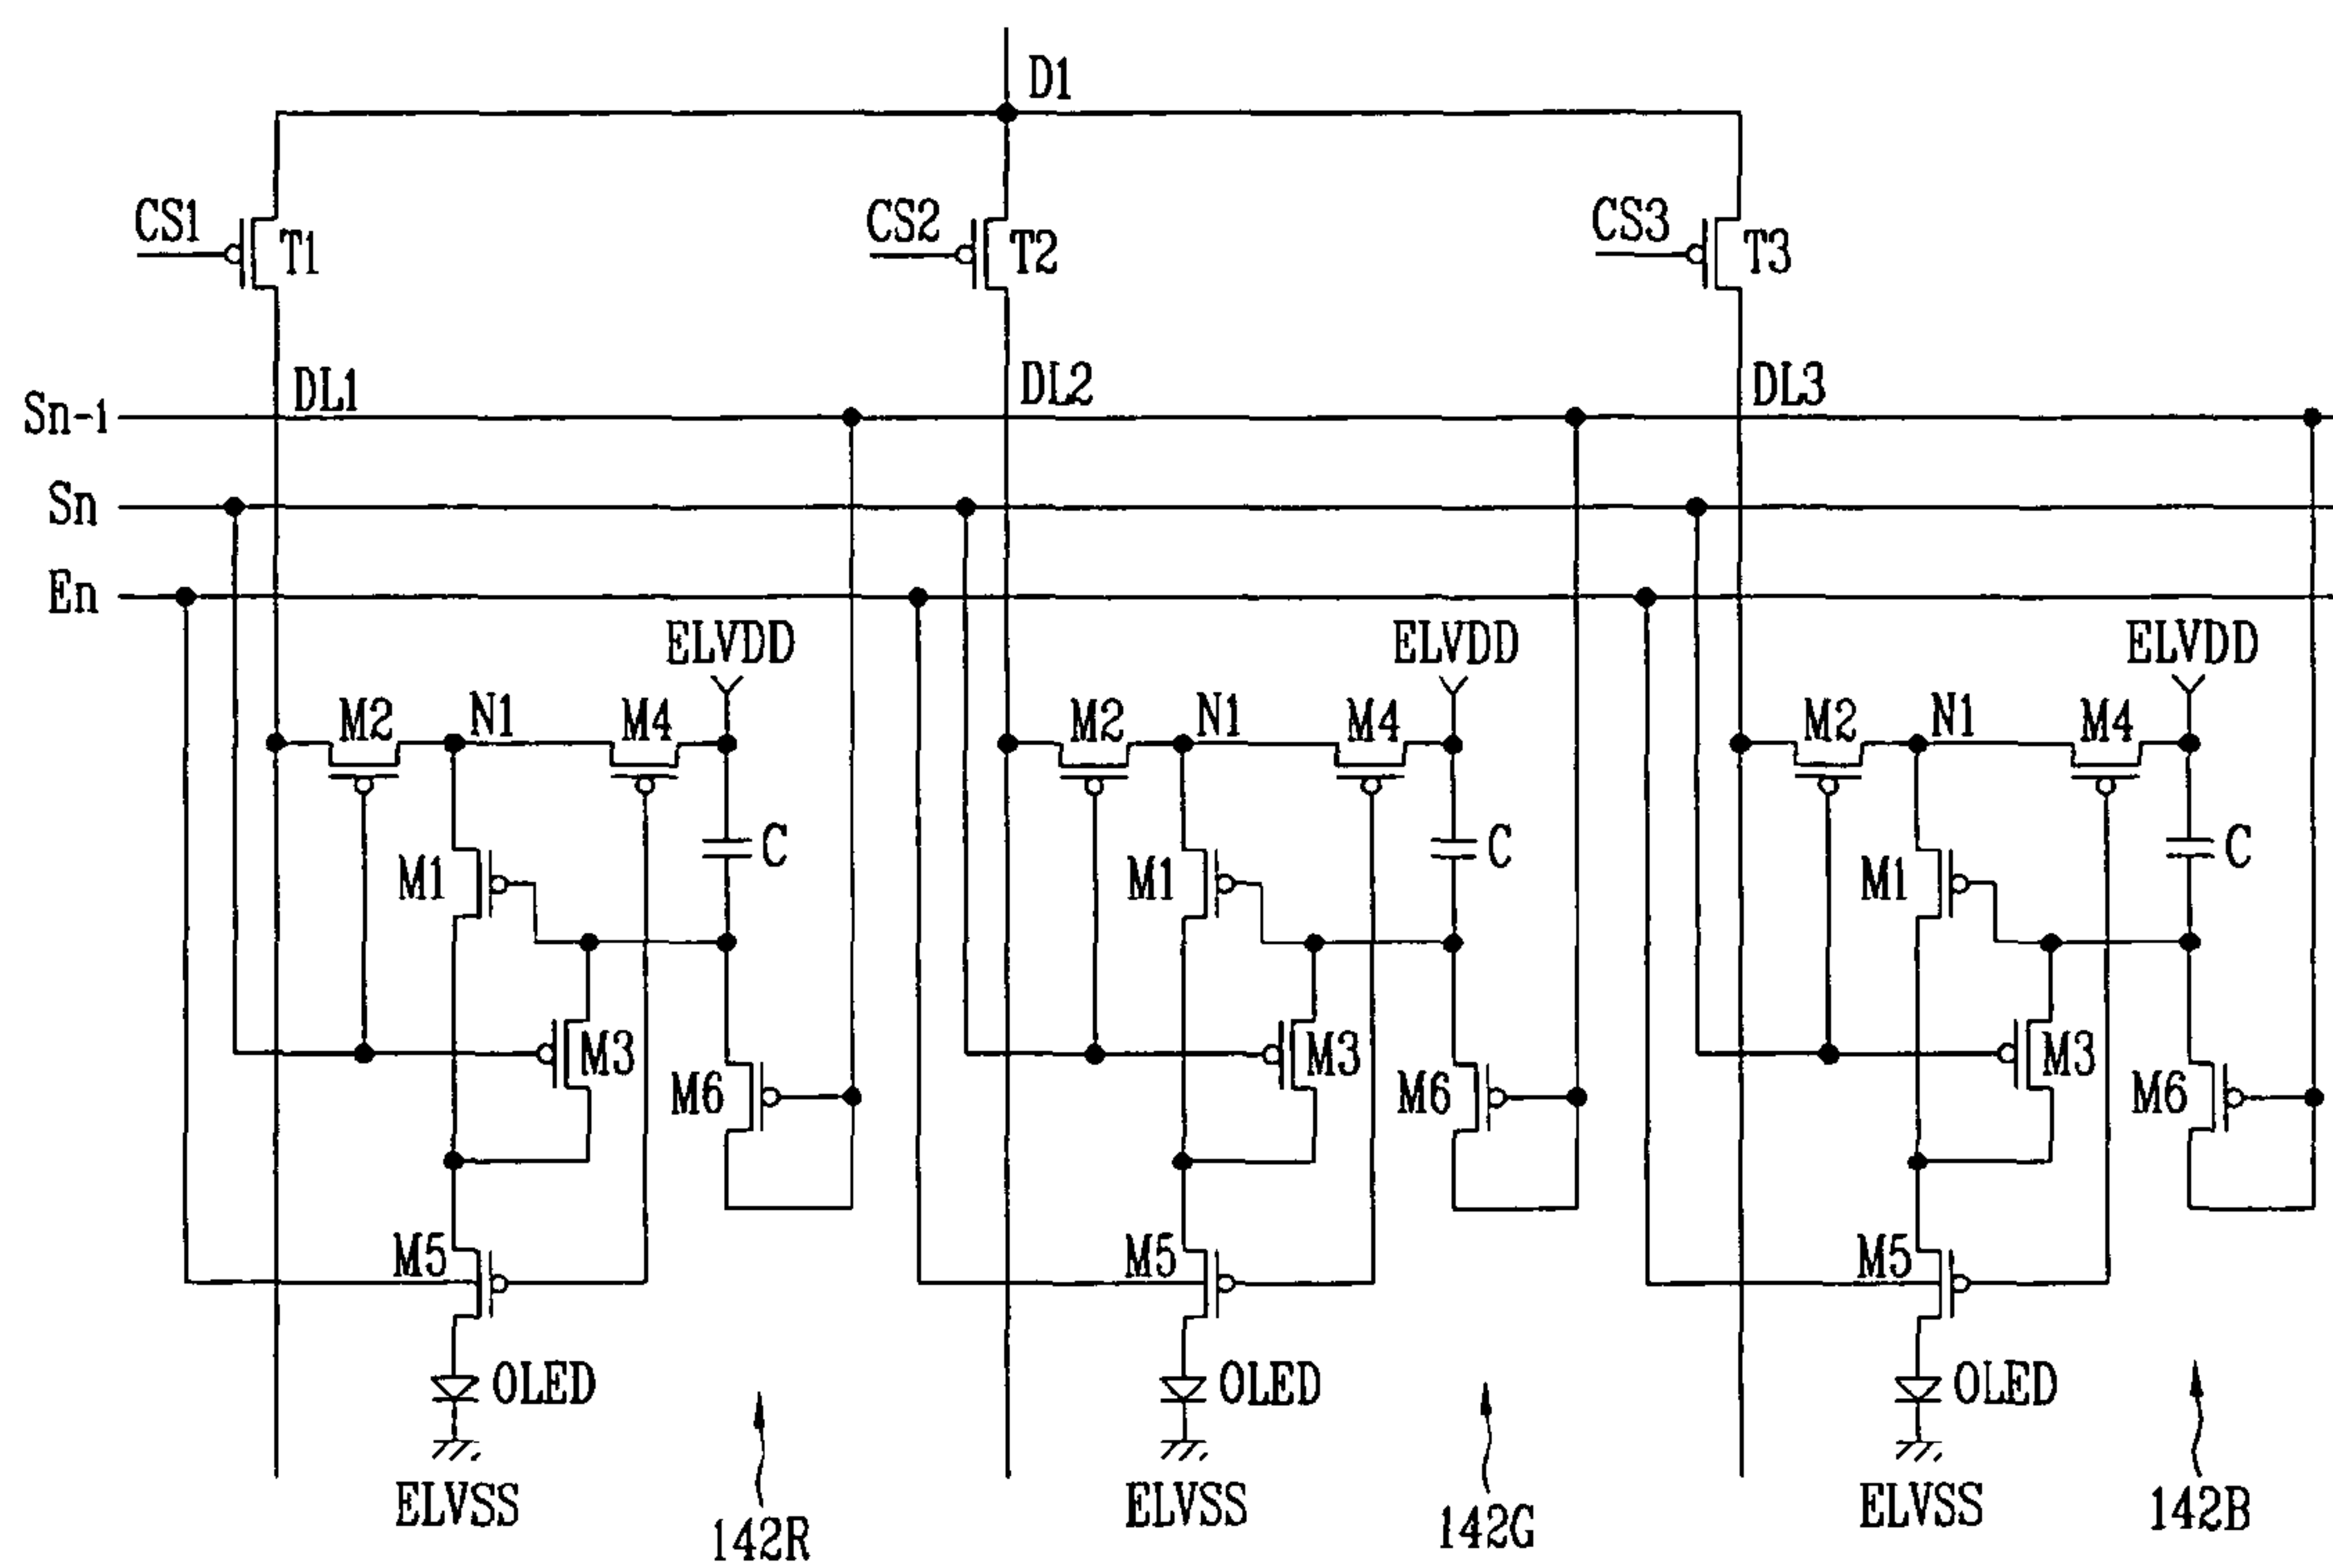 D1
CS1 T1 CS2 T2 CS3 T3
DL1 DL2 DL3
Sn-1
Sn
En
ELVDD ELVDD ELVDD
M2 N1 M4 M2 N1 M4 M2 N1 M4
M1 C M1 C M1 C
M3 M3 M3
M6 M6 M6
M5 M5 M5
OLED OLED OLED
ELVSS ELVSS ELVSS
142R 142G 142B